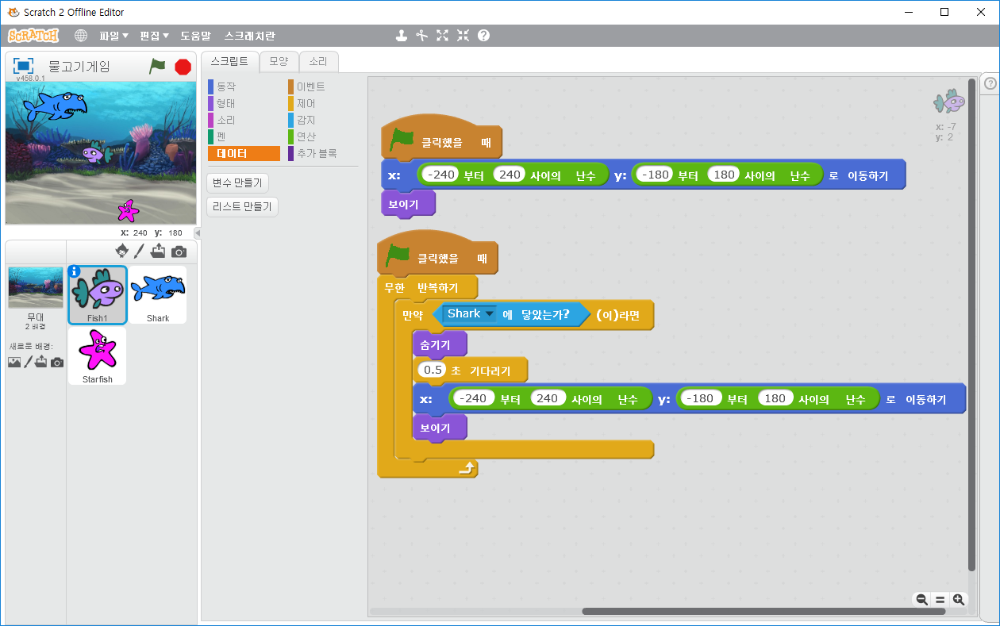 Scratch 2 Offline Editor
SCRATCH 파일 편집 도움말 스크래치란
물고기게임
v458.0.1
x: 240 y: 180
Fish1
Shark
무대
2 배경
새로운 배경:
Starfish
스크립트 모양 소리
동작 이벤트
형태 제어
소리 감지
펜 연산
데이터 추가 블록
변수 만들기
리스트 만들기
클릭했을 때
x: -240 부터 240 사이의 난수 y: -180 부터 180 사이의 난수 로 이동하기
보이기
클릭했을 때
무한 반복하기
만약 Shark 에 닿았는가? (이)라면
숨기기
0.5 초 기다리기
x: -240 부터 240 사이의 난수 y: -180 부터 180 사이의 난수 로 이동하기
보이기
x: -7
y: 2